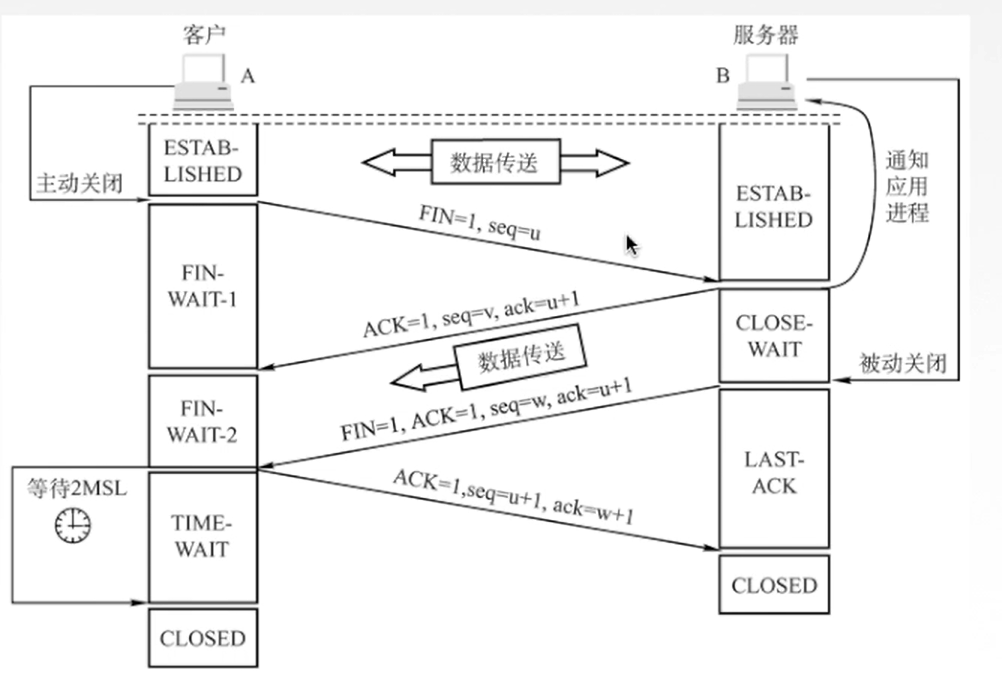 客户
服务器
A
B
ESTAB-
LISHED
数据传送
通知
应用
进程
主动关闭
ESTAB-
LISHED
FIN=1, seq=u
FIN-
WAIT-1
ACK=1, seq=v, ack=u+1
CLOSE-
WAIT
数据传送
被动关闭
FIN-
WAIT-2
FIN=1, ACK=1, seq=w, ack=u+1
LAST-
ACK
等待2MSL
ACK=1,seq=u+1, ack=w+1
TIME-
WAIT
CLOSED
CLOSED